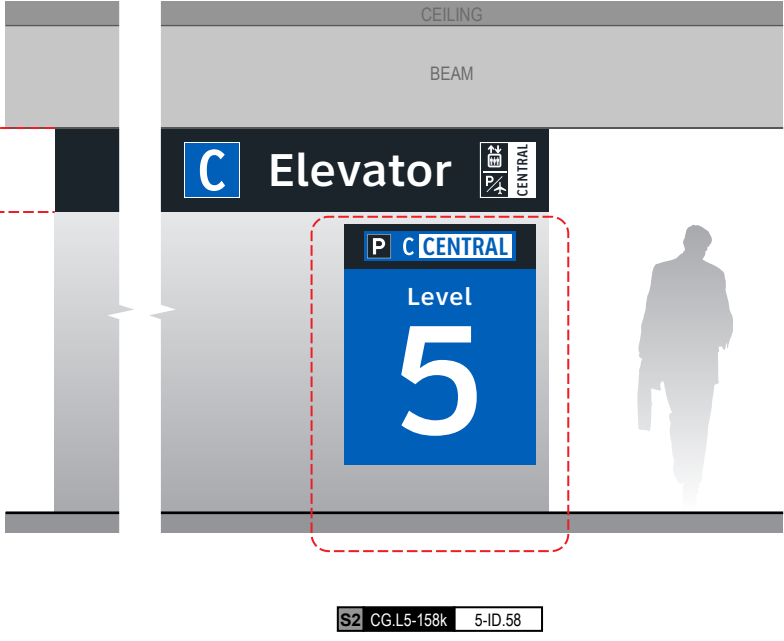 CEILING
BEAM
C Elevator P CENTRAL
P C CENTRAL
Level
5
S2 CG.L5-158k 5-ID.58